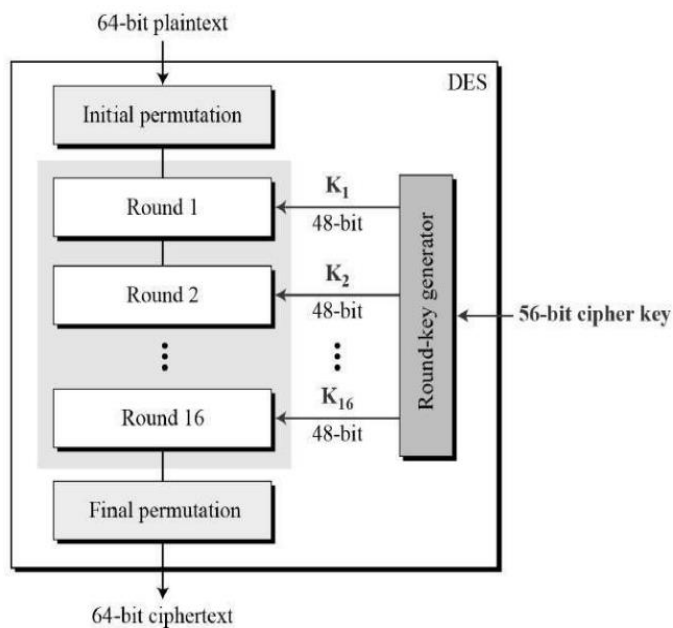 64-bit plaintext
DES
Initial permutation
K1
Round 1
48-bit
K2
Round 2
48-bit
Round-key generator
56-bit cipher key
K16
Round 16
48-bit
Final permutation
64-bit ciphertext